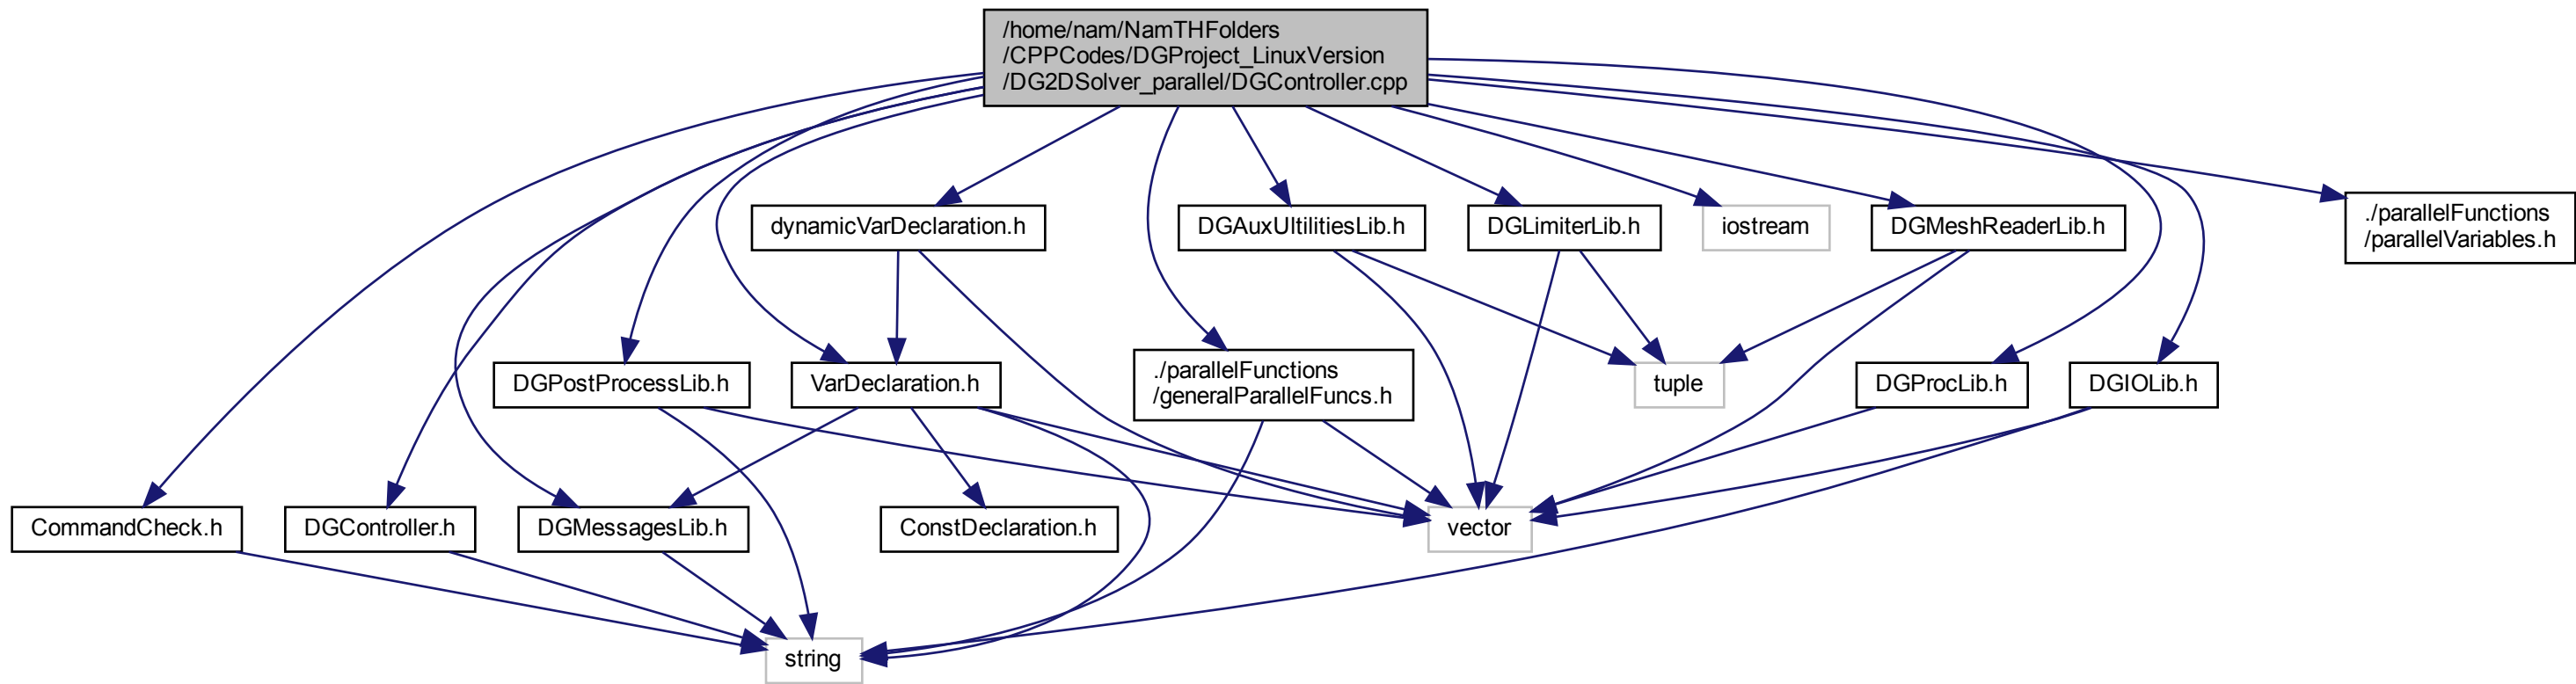 /home/nam/NamTHFolders
/CPPCodes/DGProject_LinuxVersion
/DG2DSolver_parallel/DGController.cpp
dynamicVarDeclaration.h
DGAuxUltilitiesLib.h
DGLimiterLib.h
iostream
DGMeshReaderLib.h
./parallelFunctions
/parallelVariables.h
DGPostProcessLib.h
VarDeclaration.h
./parallelFunctions
/generalParallelFuncs.h
tuple
DGProcLib.h
DGIOLib.h
CommandCheck.h
DGController.h
DGMessagesLib.h
ConstDeclaration.h
vector
string